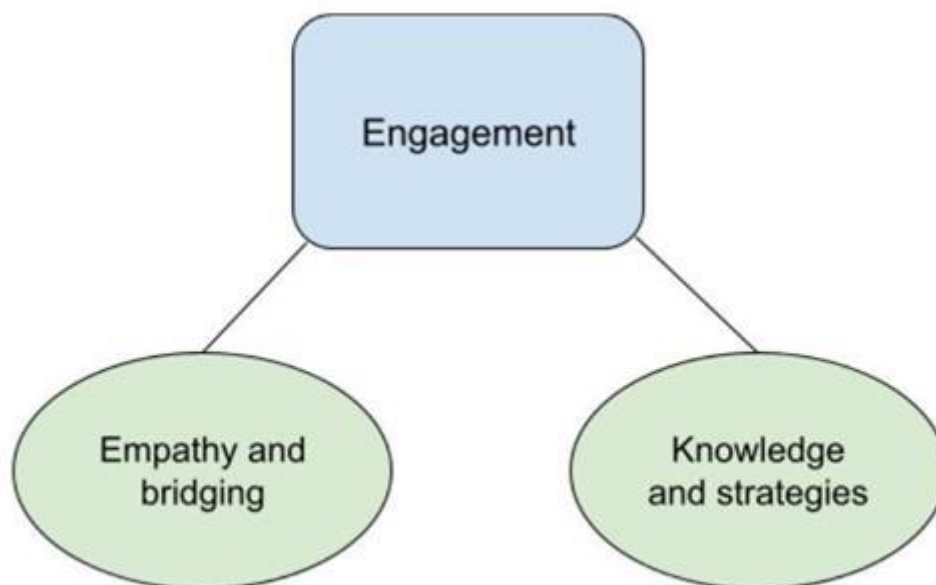 Engagement
Empathy and
bridging
Knowledge
and strategies